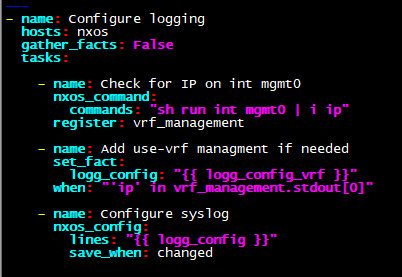 ---
- name: Configure logging
  hosts: nxos
  gather_facts: False
  tasks:

    - name: Check for IP on int mgmt0
      nxos_command:
        commands: "sh run int mgmt0 | i ip"
      register: vrf_management

    - name: Add use-vrf managment if needed
      set_fact:
        logg_config: "{{ logg_config_vrf }}"
      when: "'ip' in vrf_management.stdout[0]"

    - name: Configure syslog
      nxos_config:
        lines: "{{ logg_config }}"
        save_when: changed